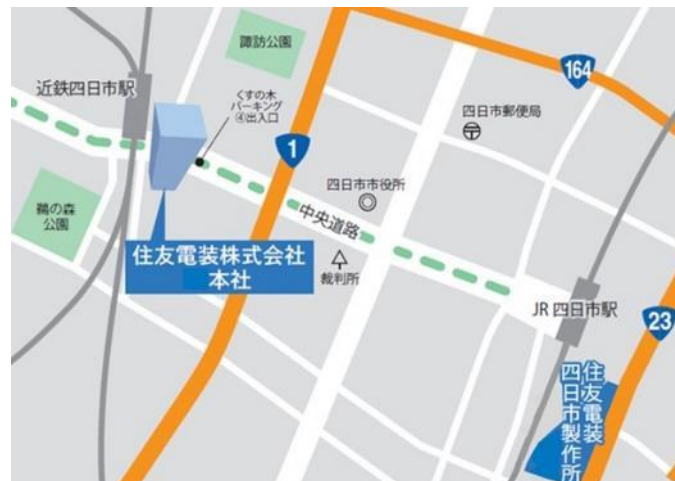 諏訪公園
164
近鉄四日市駅
くすの木
パーキング
④出入口
四日市郵便局
1
四日市市役所
鵜の森
公園
中央道路
住友電装株式会社
本社
裁判所
JR 四日市駅
23
住友電装
四日市製作所